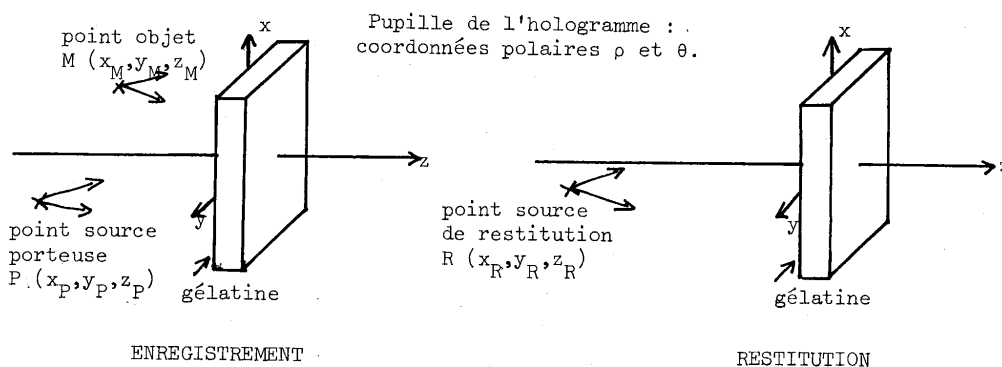 Pupille de l'hologramme :
coordonnées polaires ρ et θ.
point objet
M (x_M,y_M,z_M)
x
z
y
point source
porteuse
P (x_P,y_P,z_P)
gélatine
ENREGISTREMENT
x
z
y
point source
de restitution
R (x_R,y_R,z_R)
gélatine
RESTITUTION